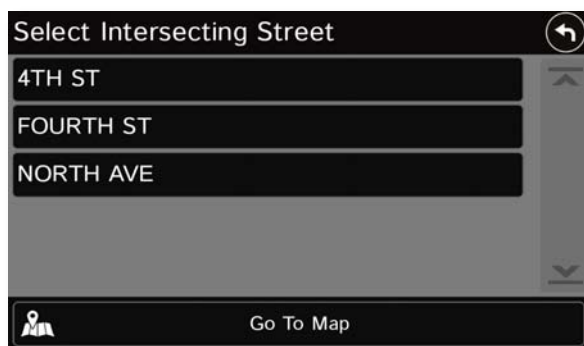 Select Intersecting Street
4TH ST
FOURTH ST
NORTH AVE
Go To Map